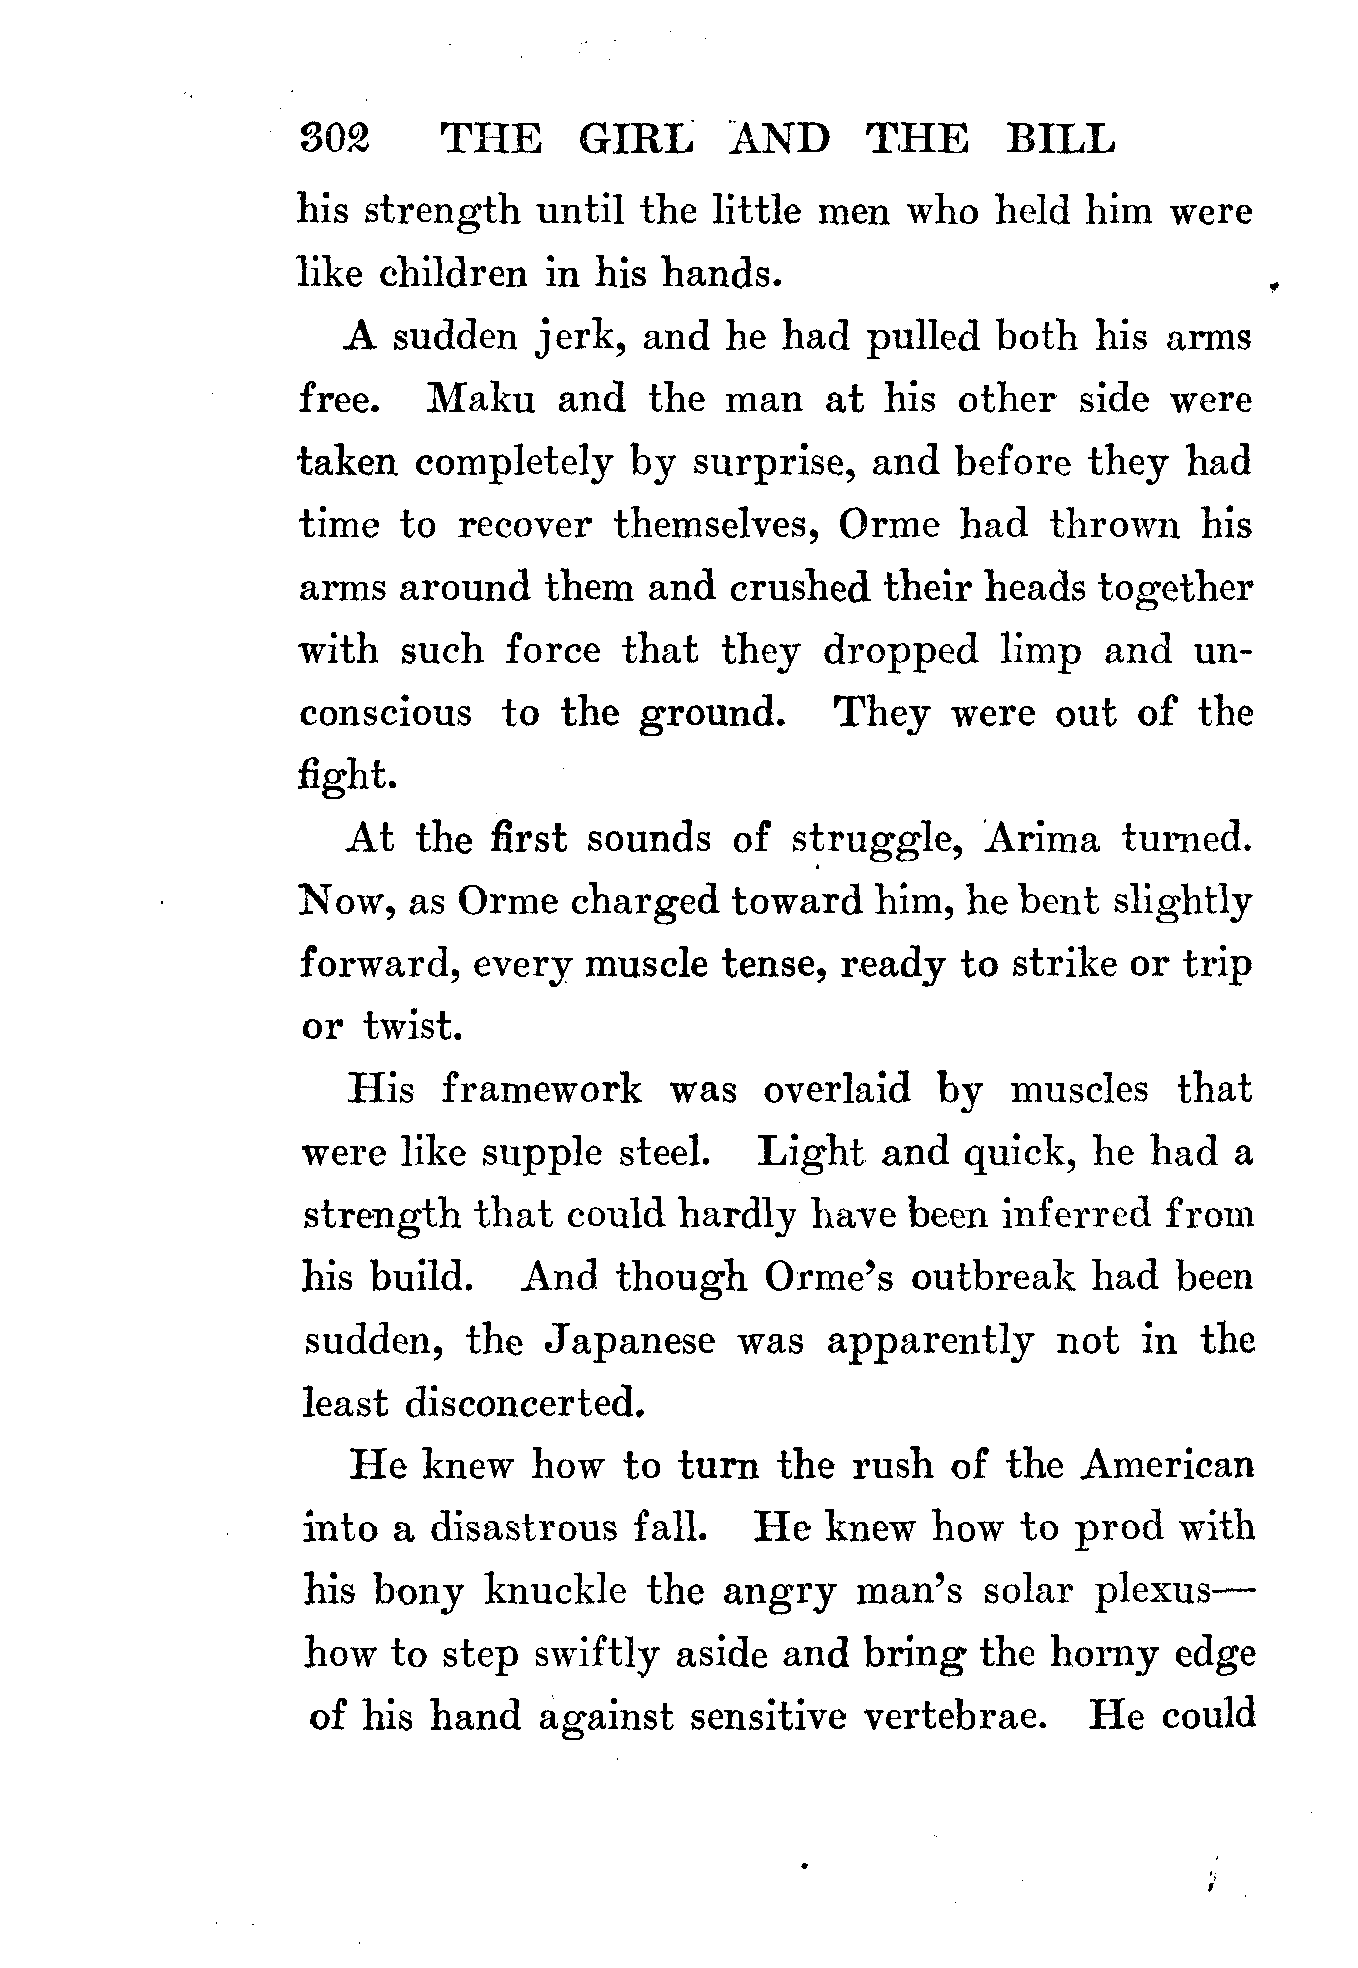 302 THE GIRL AND THE BILL
his strength until the little men who held him were
like children in his hands.
A sudden jerk, and he had pulled both his arms
free. Maku and the man at his other side were
taken completely by surprise, and before they had
time to recover themselves, Orme had thrown his
arms around them and crushed their heads together
with such force that they dropped limp and un-
conscious to the ground. They were out of the
fight.
At the first sounds of struggle, Arima turned.
Now, as Orme charged toward him, he bent slightly
forward, every muscle tense, ready to strike or trip
or twist.
His framework was overlaid by muscles that
were like supple steel. Light and quick, he had a
strength that could hardly have been inferred from
his build. And though Orme's outbreak had been
sudden, the Japanese was apparently not in the
least disconcerted.
He knew how to turn the rush of the American
into a disastrous fall. He knew how to prod with
his bony knuckle the angry man's solar plexus—
how to step swiftly aside and bring the horny edge
of his hand against sensitive vertebrae. He could